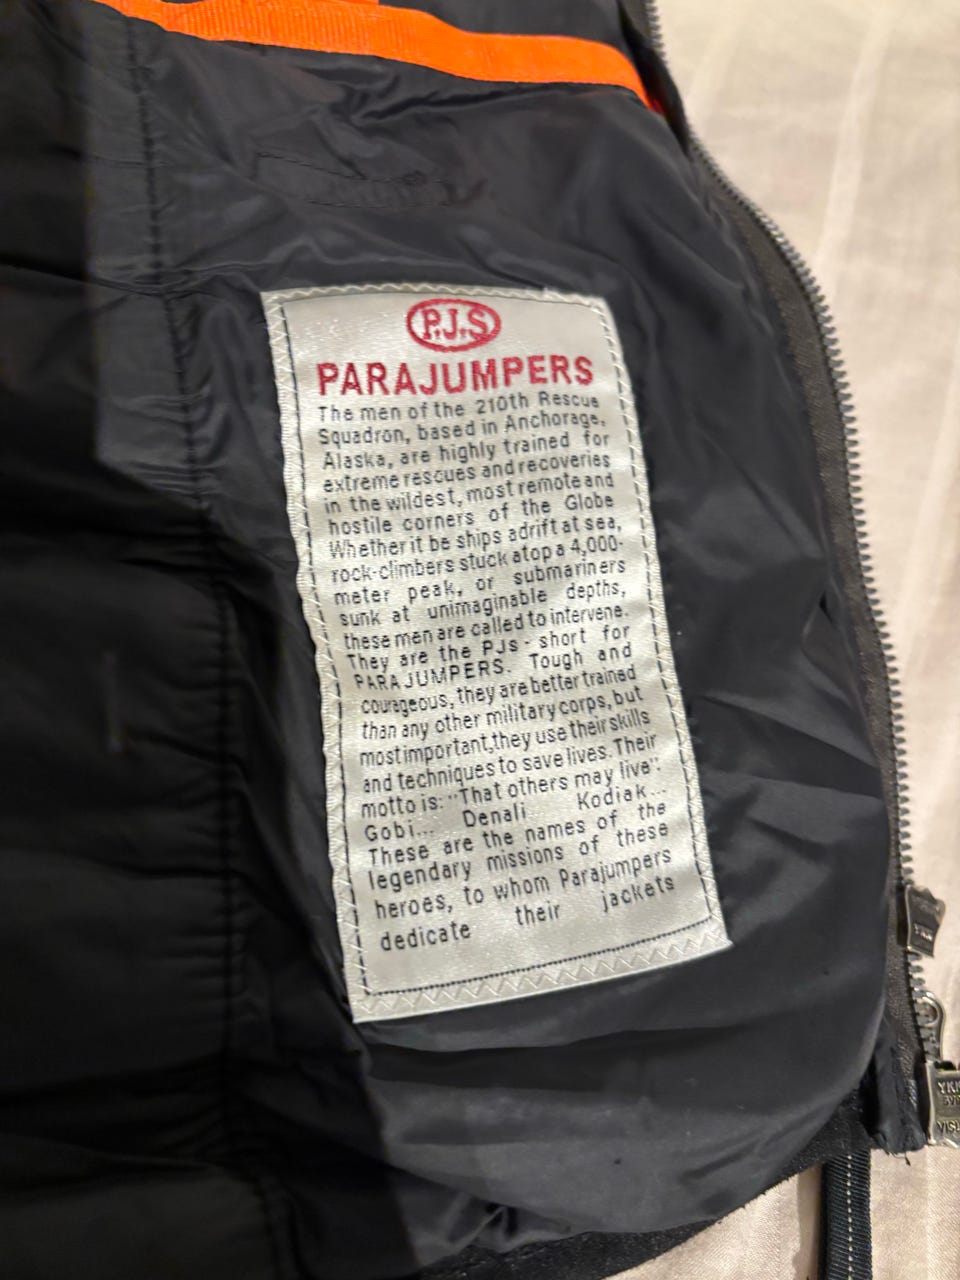 P.J.S
PARAJUMPERS
The men of the 210th Rescue
Squadron, based in Anchorage,
Alaska, are highly trained for
extreme rescues and recoveries
in the wildest, most remote and
hostile corners of the Globe
Whether it be ships adrift at sea,
rock-climbers stuck atop a 4,000-
meter peak, or submariners
sunk at unimaginable depths,
these men are called to intervene.
They are the PJs - short for
PARAJUMPERS. Tough and
courageous, they are better trained
than any other military corps, but
most important, they use their skills
and techniques to save lives. Their
motto is: "That others may live".
Gobi... Denali Kodiak...
These are the names of the
legendary missions of these
heroes, to whom Parajumpers
dedicate their jackets
YKK